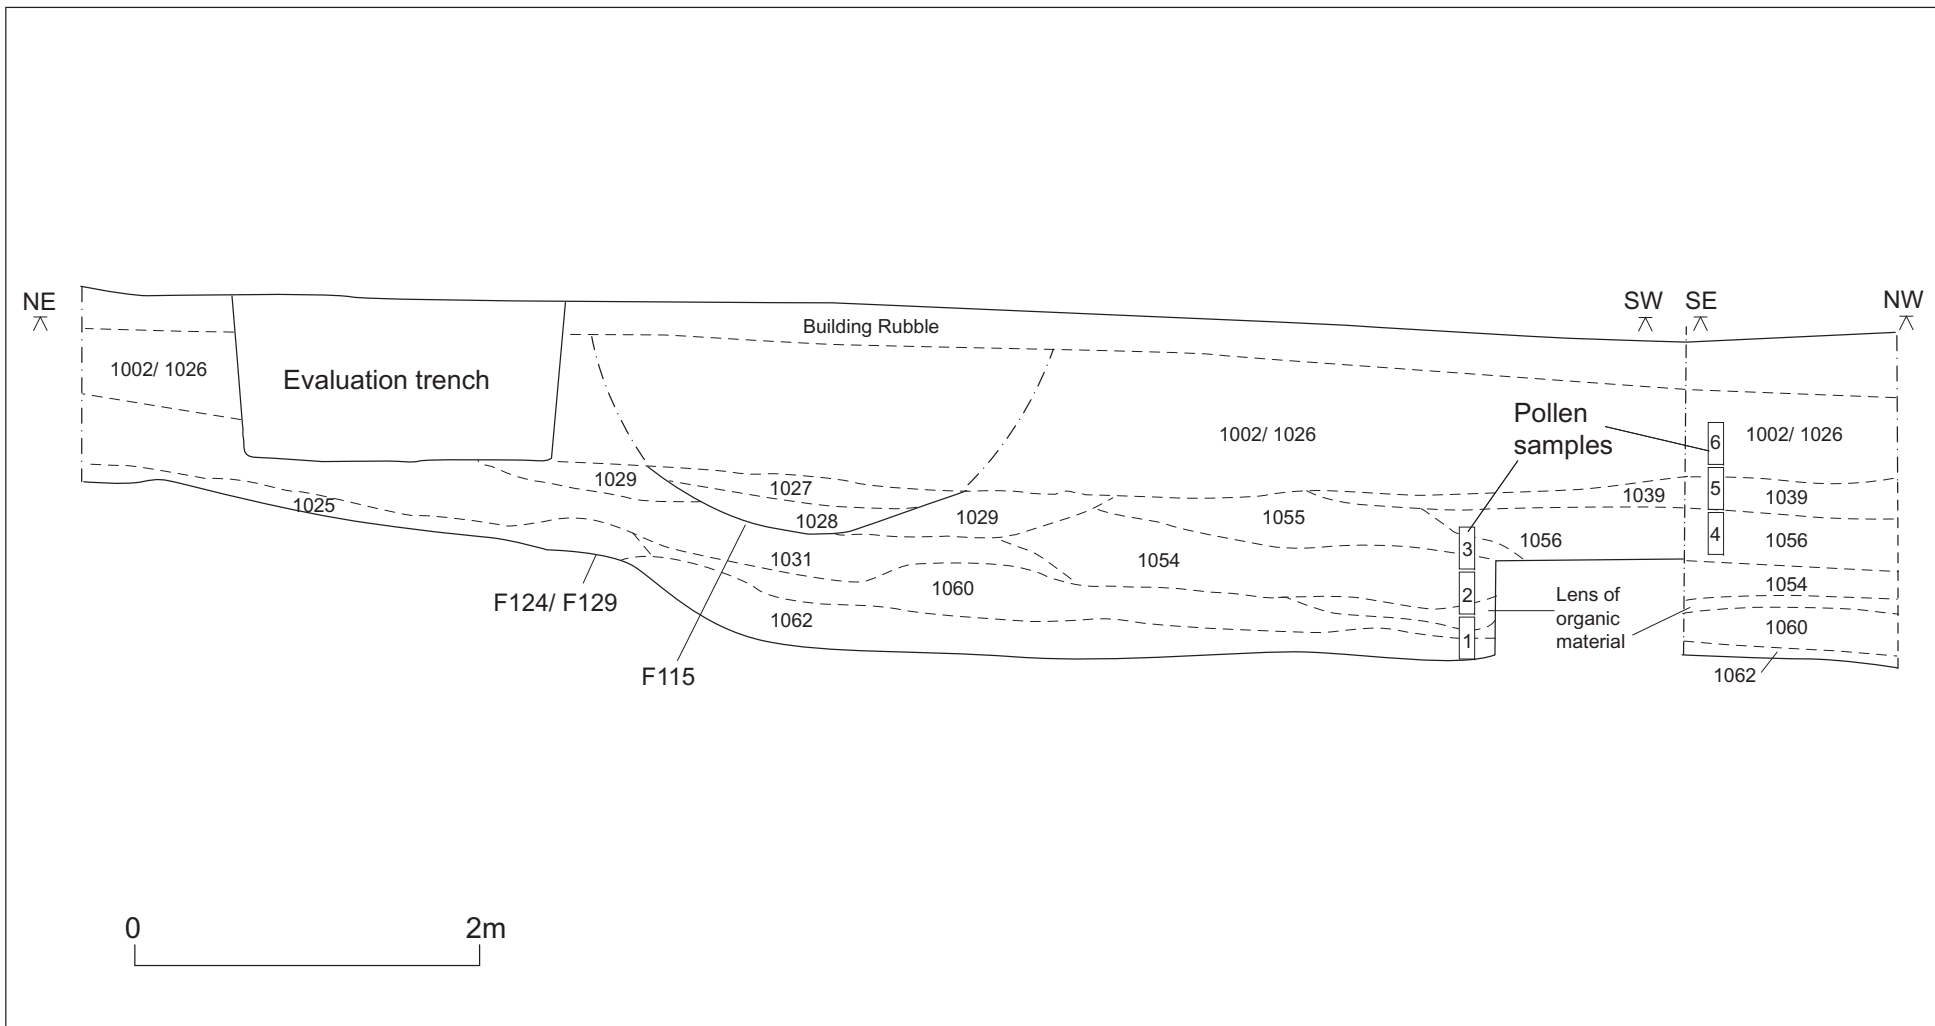 NE
SW
SE
NW
Building Rubble
1002/ 1026
Evaluation trench
Pollen
samples
1002/ 1026
1002/ 1026
6
5
4
1029
1027
1039
1039
1025
1028
1029
1055
3
1056
1056
1031
1054
1054
F124/ F129
1060
2
Lens of
organic
material
1062
1
1060
F115
1062
0
2m